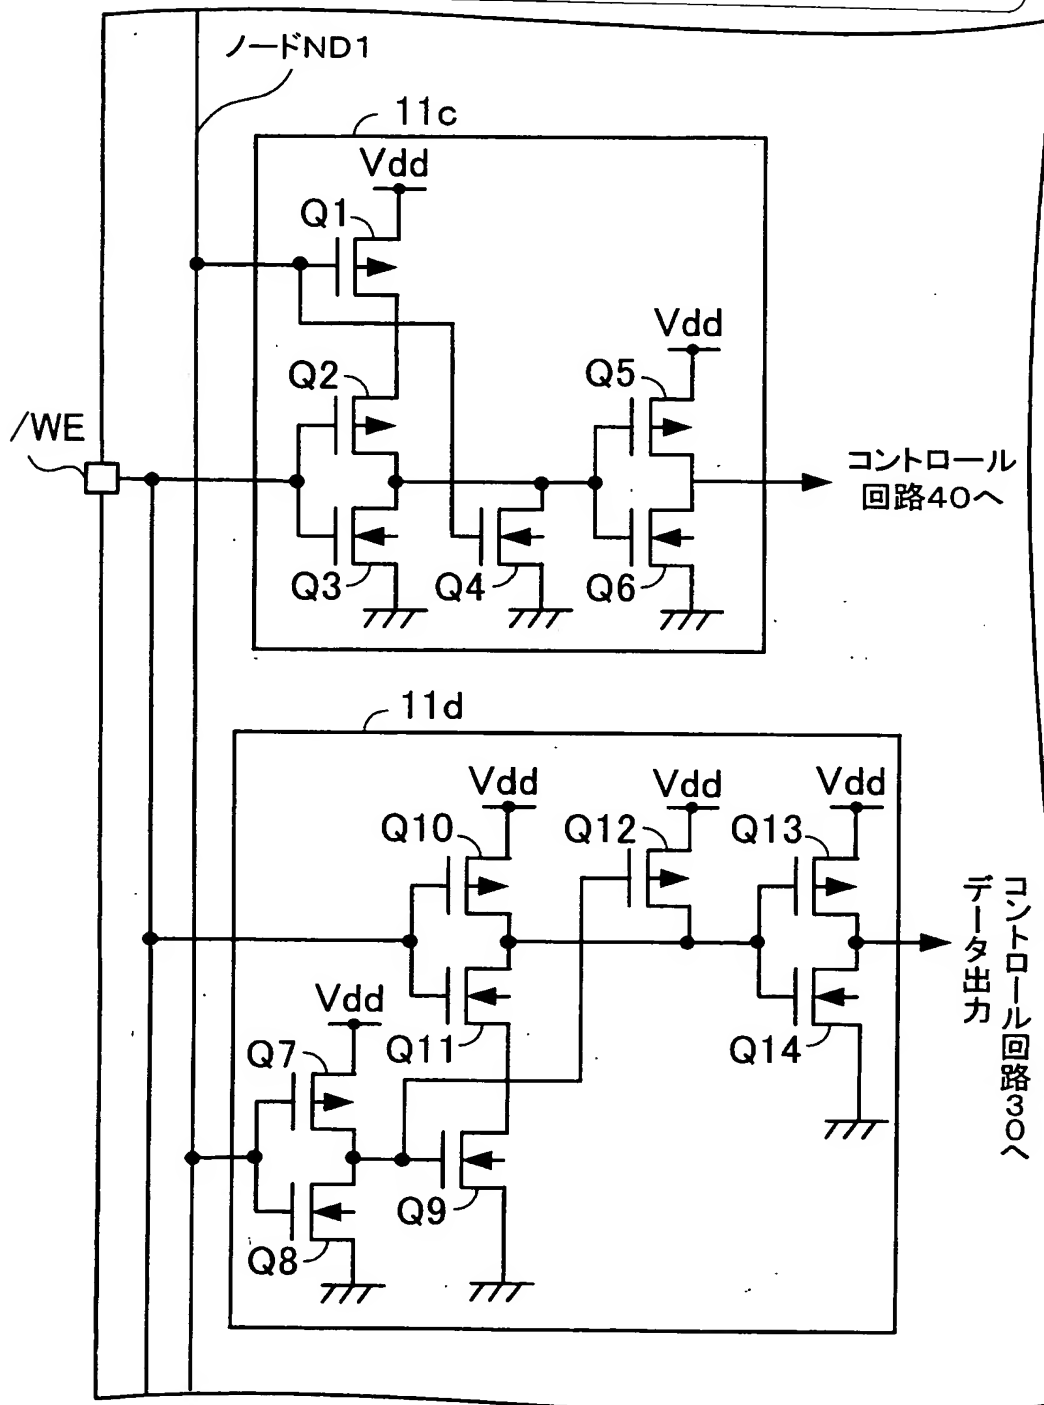 ノードND1
11c
Vdd
Q1
Vdd
Q2
Q5
/WE
コントロール
回路40へ
Q3
Q4
Q6
11d
Vdd
Vdd
Vdd
Q10
Q12
Q13
コントロール回路30へ
データ出力
Vdd
Q11
Q14
Q7
Q9
Q8